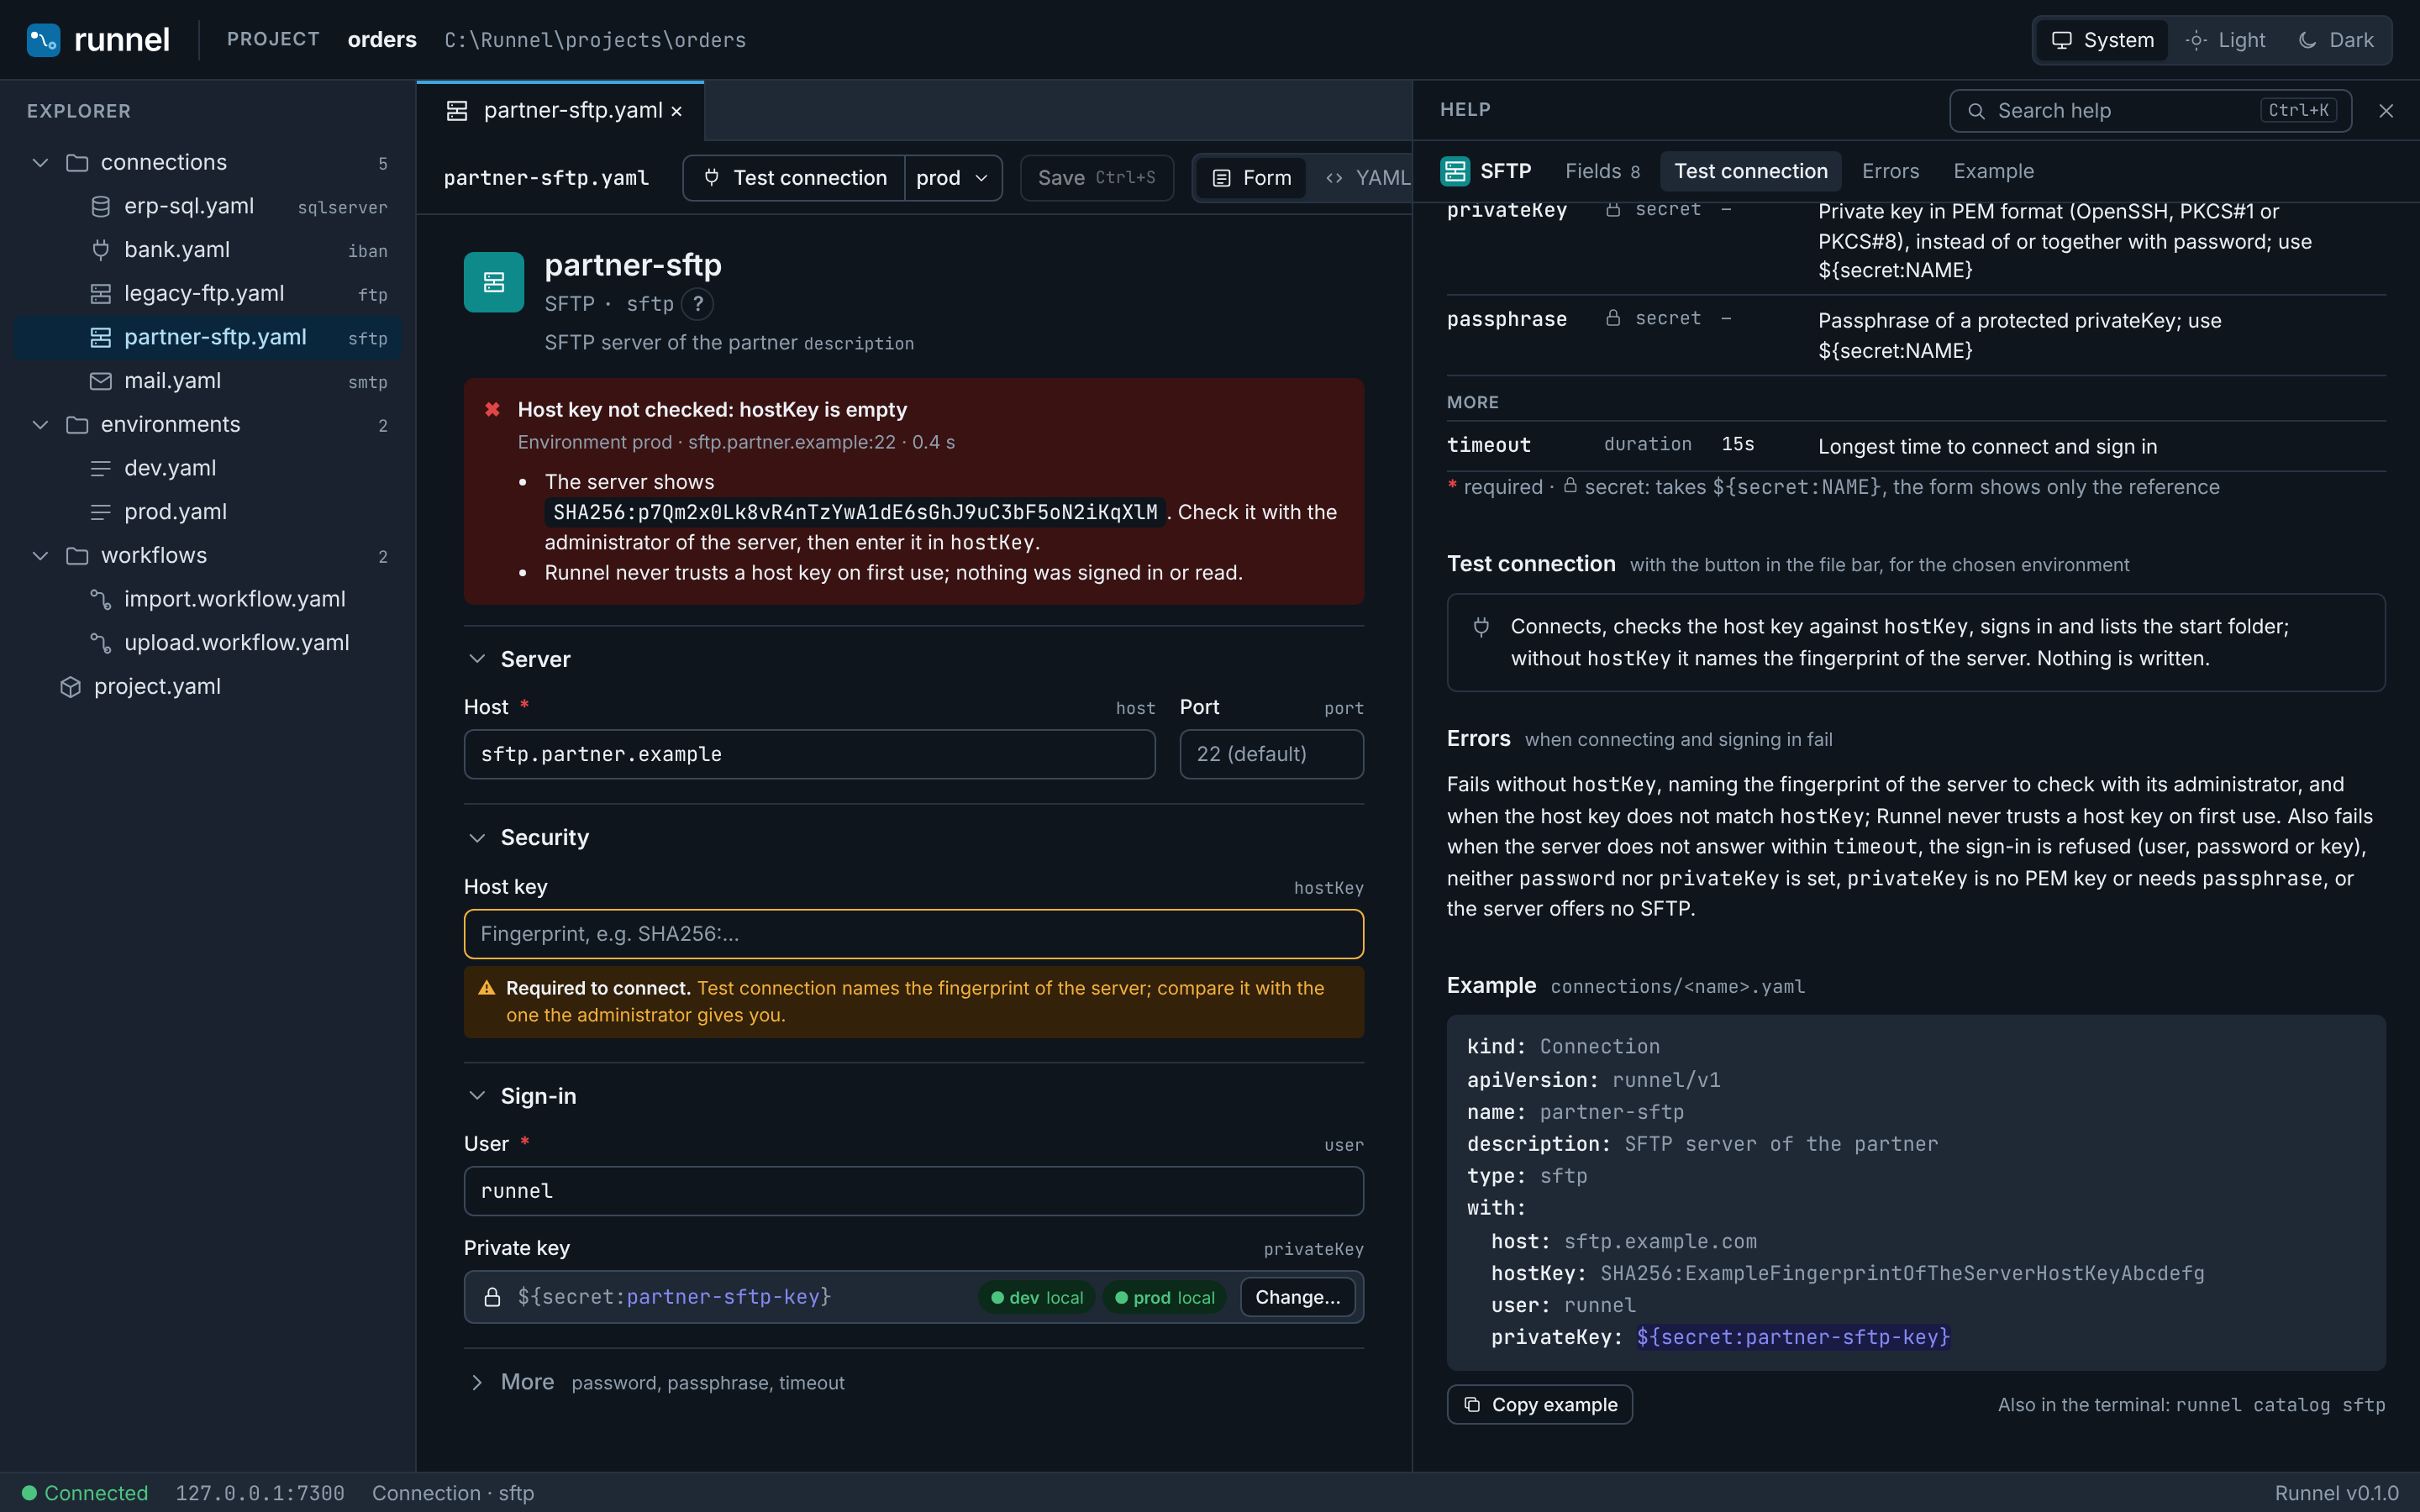 runnel PROJECT orders C:\Runnel\projects\orders System Light Dark
EXPLORER
connections 5
erp-sql.yaml sqlserver
bank.yaml iban
legacy-ftp.yaml ftp
partner-sftp.yaml sftp
mail.yaml smtp
environments 2
dev.yaml
prod.yaml
workflows 2
import.workflow.yaml
upload.workflow.yaml
project.yaml
partner-sftp.yaml ×
partner-sftp.yaml Test connection prod Save Ctrl+S Form YAML
partner-sftp
SFTP · sftp ?
SFTP server of the partner description
Host key not checked: hostKey is empty
Environment prod · sftp.partner.example:22 · 0.4 s
• The server shows
SHA256:p7Qm2x0Lk8vR4nTzYwA1dE6sGhJ9uC3bF5oN2iKqXlM. Check it with the
administrator of the server, then enter it in hostKey.
• Runnel never trusts a host key on first use; nothing was signed in or read.
Server
Host * host Port port
sftp.partner.example 22 (default)
Security
Host key hostKey
Fingerprint, e.g. SHA256:...
Required to connect. Test connection names the fingerprint of the server; compare it with the
one the administrator gives you.
Sign-in
User * user
runnel
Private key privateKey
${secret:partner-sftp-key} dev local prod local Change...
More password, passphrase, timeout
HELP Search help Ctrl+K
SFTP Fields 8 Test connection Errors Example
privateKey secret – Private key in PEM format (OpenSSH, PKCS#1 or
PKCS#8), instead of or together with password; use
${secret:NAME}
passphrase secret – Passphrase of a protected privateKey; use
${secret:NAME}
MORE
timeout duration 15s Longest time to connect and sign in
* required · secret: takes ${secret:NAME}, the form shows only the reference
Test connection with the button in the file bar, for the chosen environment
Connects, checks the host key against hostKey, signs in and lists the start folder;
without hostKey it names the fingerprint of the server. Nothing is written.
Errors when connecting and signing in fail
Fails without hostKey, naming the fingerprint of the server to check with its administrator, and
when the host key does not match hostKey; Runnel never trusts a host key on first use. Also fails
when the server does not answer within timeout, the sign-in is refused (user, password or key),
neither password nor privateKey is set, privateKey is no PEM key or needs passphrase, or
the server offers no SFTP.
Example connections/<name>.yaml
kind: Connection
apiVersion: runnel/v1
name: partner-sftp
description: SFTP server of the partner
type: sftp
with:
host: sftp.example.com
hostKey: SHA256:ExampleFingerprintOfTheServerHostKeyAbcdefg
user: runnel
privateKey: ${secret:partner-sftp-key}
Copy example Also in the terminal: runnel catalog sftp
Connected 127.0.0.1:7300 Connection · sftp Runnel v0.1.0